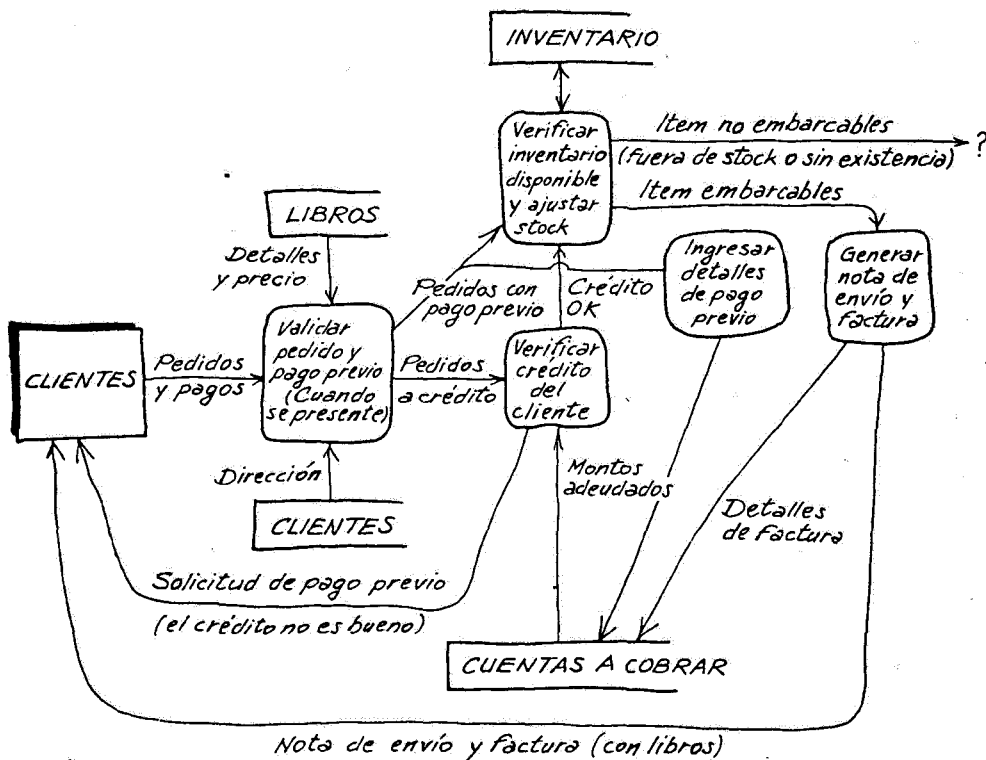 INVENTARIO
Verificar
inventario
disponible
y ajustar
stock
Item no embarcables
(fuera de stock o sin existencia)
?
Item embarcables
LIBROS
Detalles
y precio
Pedidos con
pago previo
Crédito
OK
Ingresar
detalles
de pago
previo
Generar
nota de
envío y
factura
CLIENTES
Pedidos
y pagos
Validar
pedido y
pago previo
(Cuando
se presente)
Pedidos
a crédito
Verificar
crédito
del
cliente
Dirección
CLIENTES
Montos
adeudados
Detalles
de factura
Solicitud de pago previo
(el crédito no es bueno)
CUENTAS A COBRAR
Nota de envío y factura (con libros)